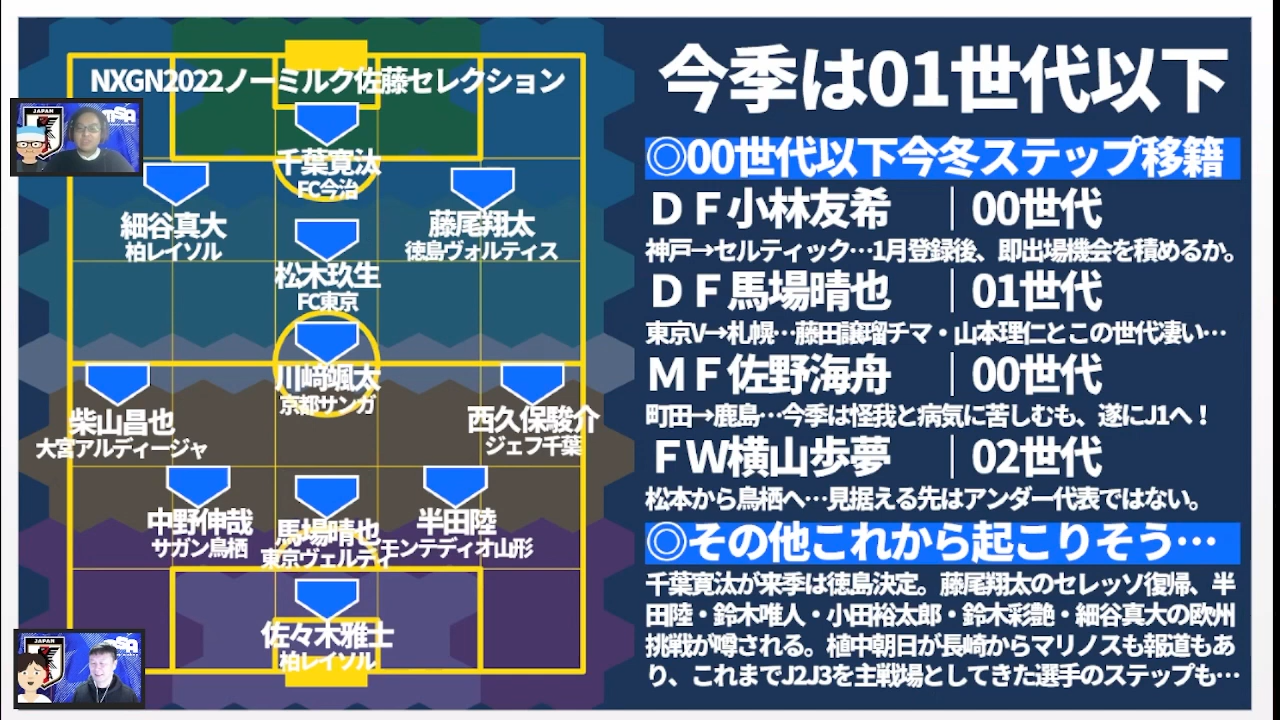 NXGN2022ノーミルク佐藤セレクション
JAPAN
千葉寛汰
FC今治
細谷真大
柏レイソル
藤尾翔太
徳島ヴォルティス
松木玖生
FC東京
川﨑颯太
京都サンガ
柴山昌也
大宮アルディージャ
西久保駿介
ジェフ千葉
中野伸哉
サガン鳥栖
馬場晴也
東京ヴェルディ
半田陸
モンテディオ山形
佐々木雅士
柏レイソル
JAPAN
今季は01世代以下
◎00世代以下今冬ステップ移籍
ＤＦ小林友希 ｜00世代
神戸→セルティック…1月登録後、即出場機会を積めるか。
ＤＦ馬場晴也 ｜01世代
東京V→札幌…藤田譲瑠チマ・山本理仁とこの世代凄い…
ＭＦ佐野海舟 ｜00世代
町田→鹿島…今季は怪我と病気に苦しむも、遂にJ1へ！
ＦＷ横山歩夢 ｜02世代
松本から鳥栖へ…見据える先はアンダー代表ではない。
◎その他これから起こりそう…
千葉寛汰が来季は徳島決定。藤尾翔太のセレッソ復帰、半
田陸・鈴木唯人・小田裕太郎・鈴木彩艶・細谷真大の欧州
挑戦が噂される。植中朝日が長崎からマリノスも報道もあ
り、これまでJ2J3を主戦場としてきた選手のステップも…